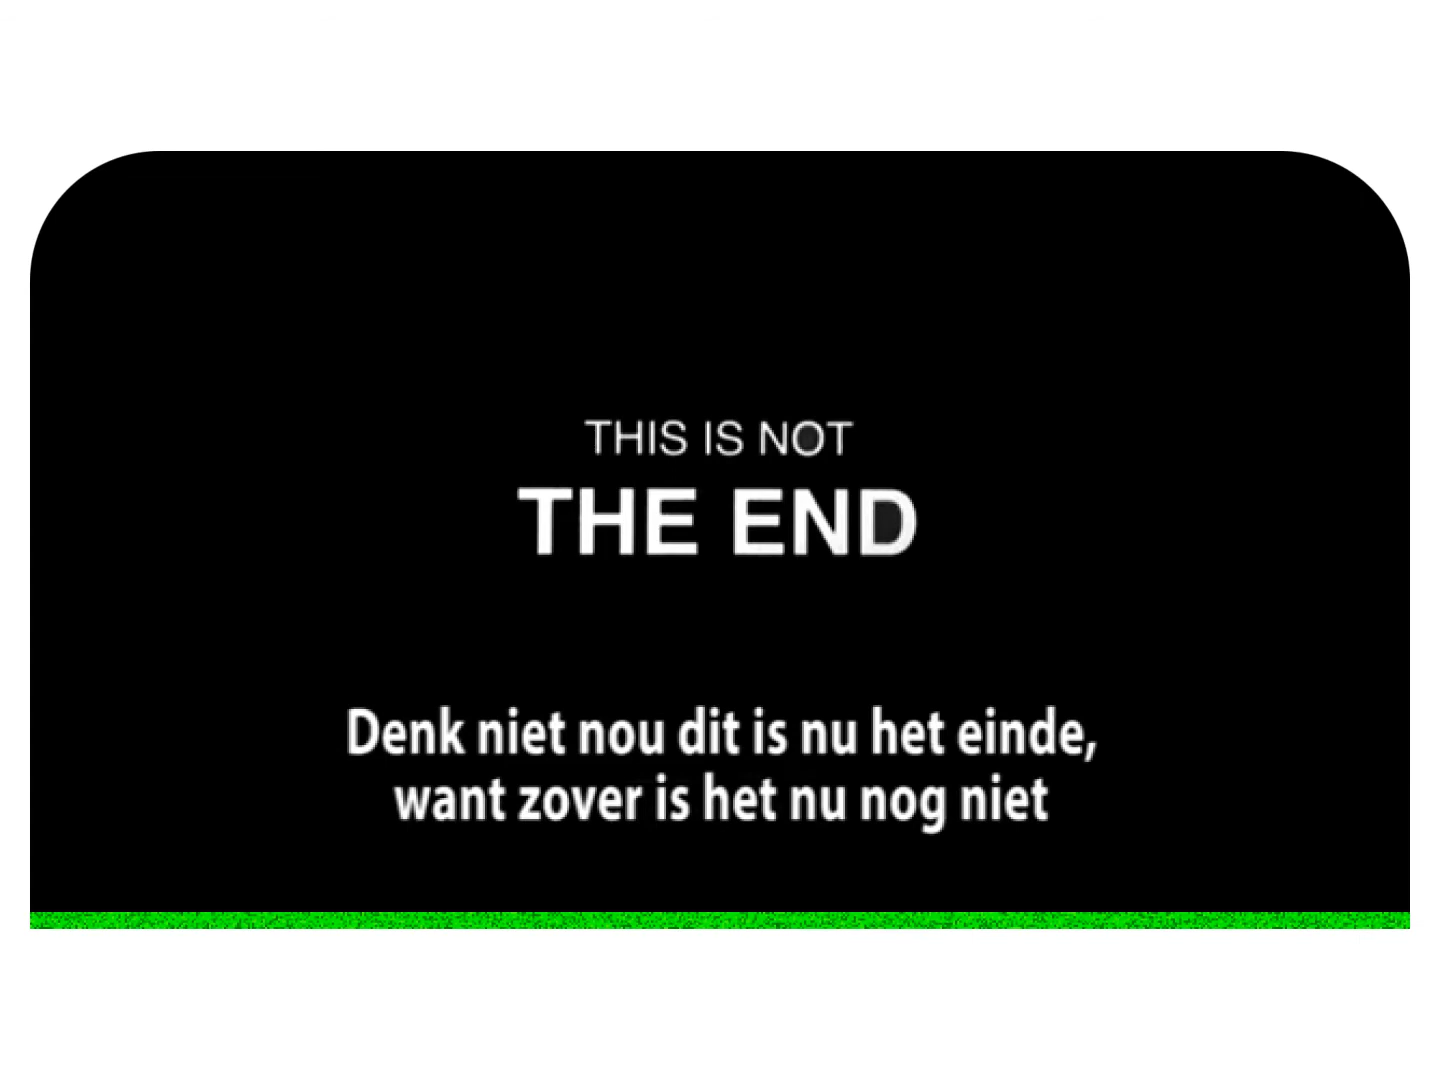 THIS IS NOT
THE END
Denk niet nou dit is nu het einde,
want zover is het nu nog niet